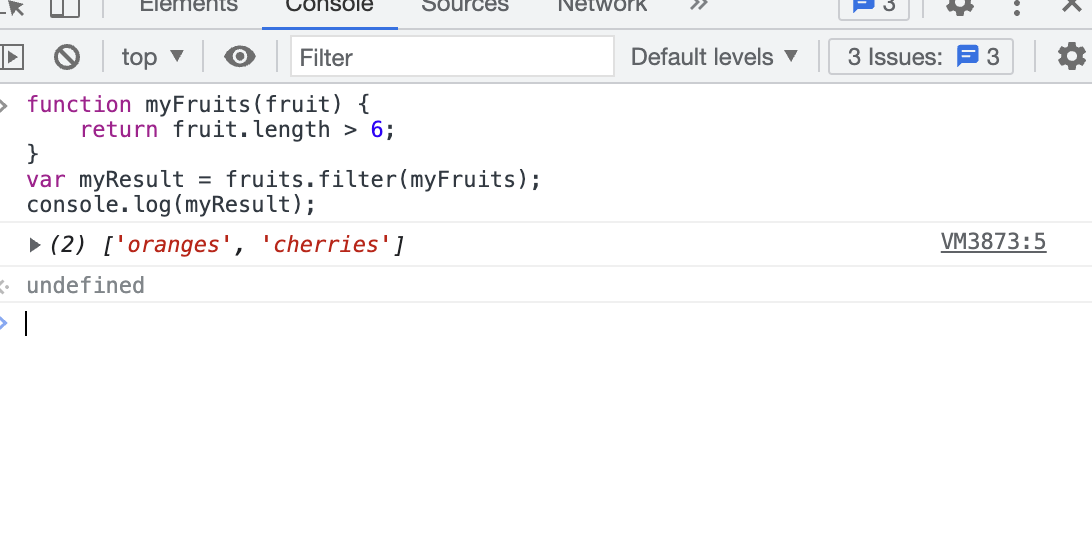 Elements Console Sources Network » 3
top ▼ Filter Default levels ▼ 3 Issues: 3
function myFruits(fruit) {
    return fruit.length > 6;
}
var myResult = fruits.filter(myFruits);
console.log(myResult);
(2) ['oranges', 'cherries'] VM3873:5
undefined